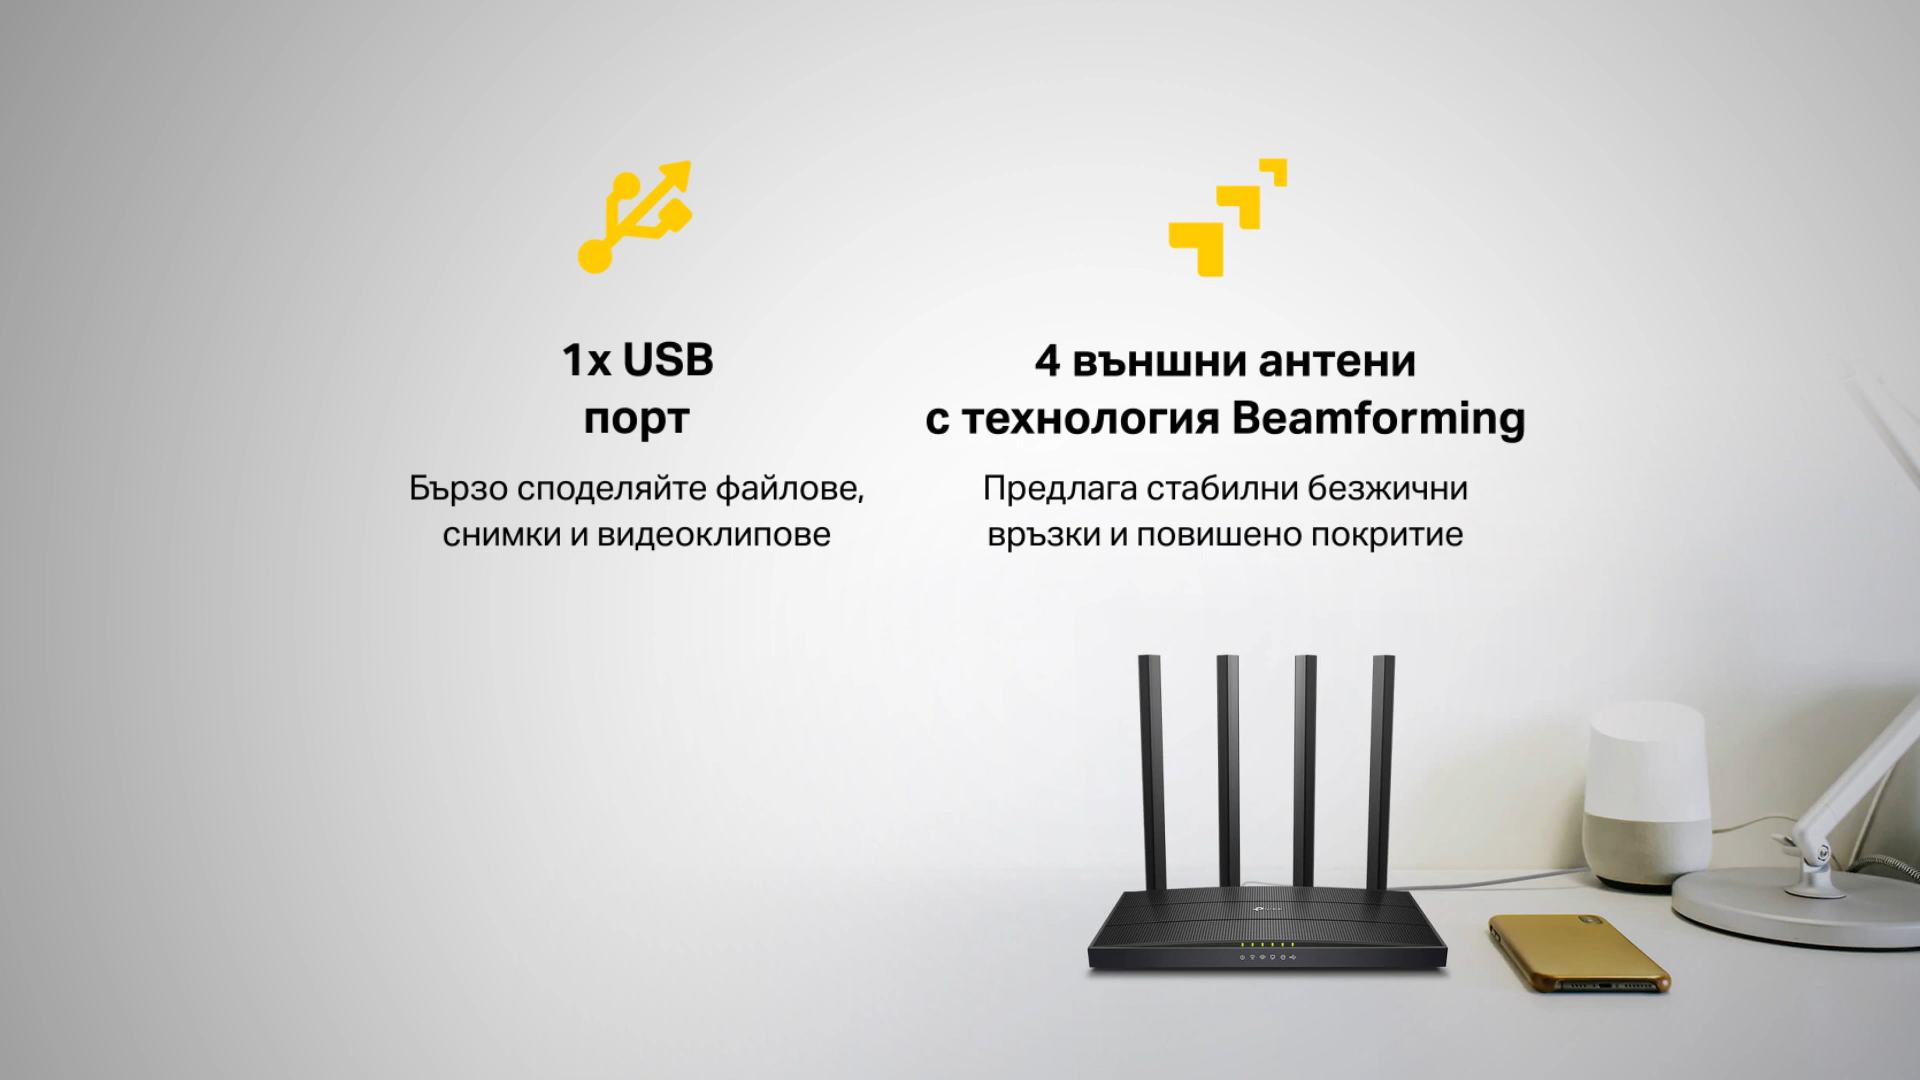 1x USB
порт
Бързо споделяйте файлове,
снимки и видеоклипове
4 външни антени
с технология Beamforming
Предлага стабилни безжични
връзки и повишено покритие